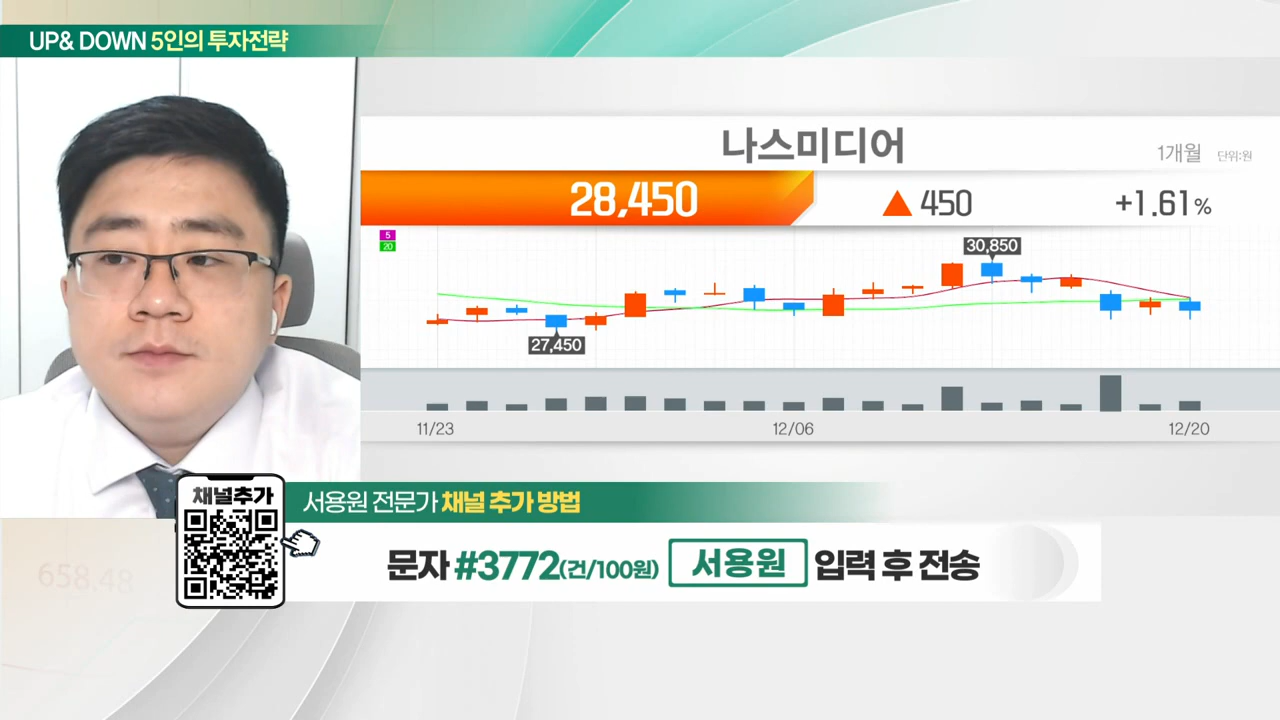 UP& DOWN 5인의 투자전략
나스미디어
1개월 단위:원
28,450 ▲ 450 +1.61%
5
20
30,850
27,450
11/23 12/06 12/20
채널추가
서용원 전문가 채널 추가 방법
문자 #3772(건/100원) 서용원 입력 후 전송
658.48